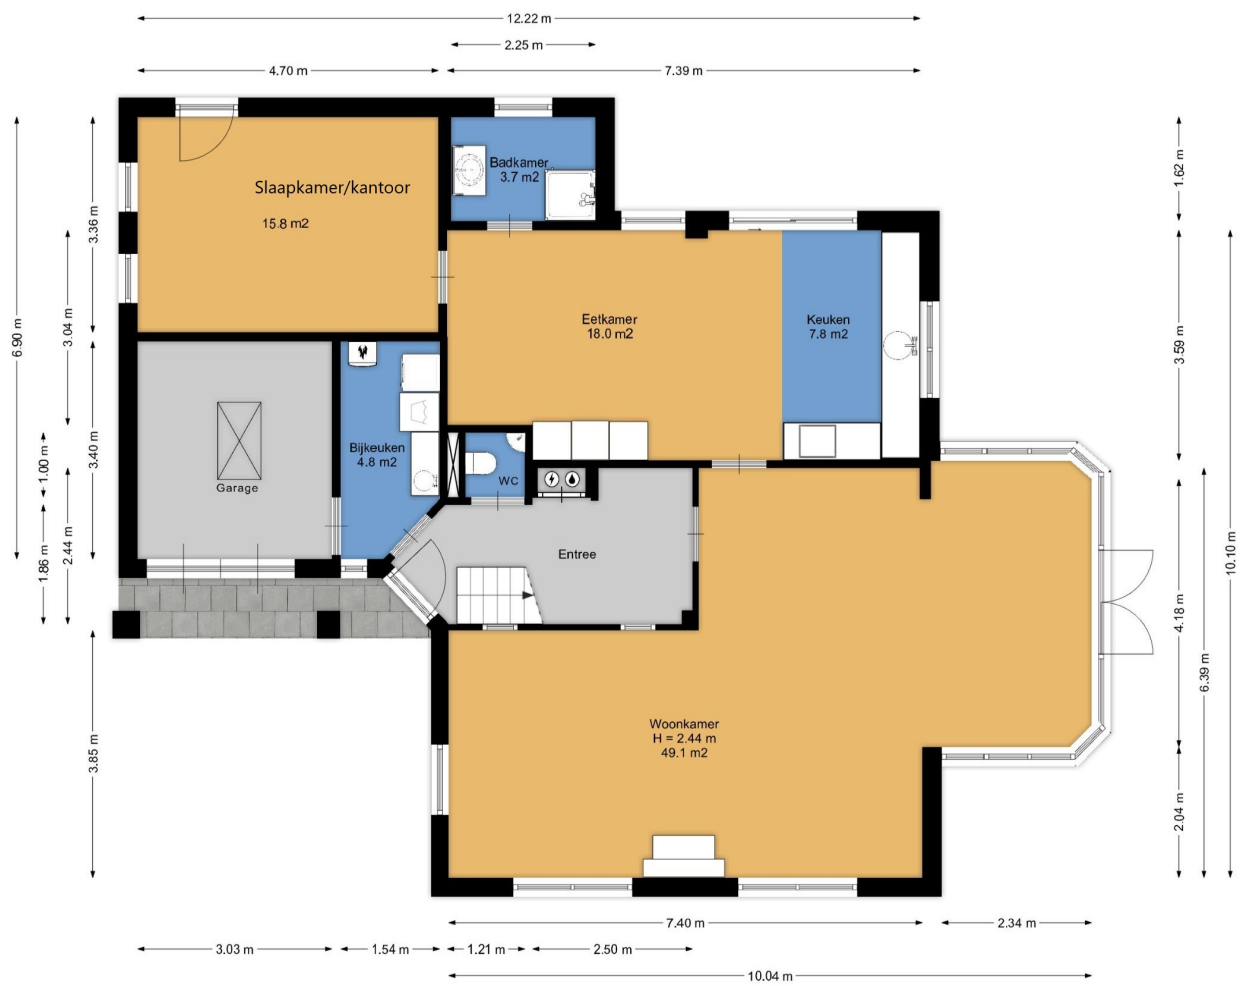 12.22 m
2.25 m
4.70 m
7.39 m
Badkamer
3.7 m2
Slaapkamer/kantoor
15.8 m2
1.62 m
3.36 m
3.04 m
6.90 m
Eetkamer
18.0 m2
Keuken
7.8 m2
3.59 m
3.40 m
1.00 m
Bijkeuken
4.8 m2
WC
Garage
Entree
2.44 m
1.86 m
10.10 m
4.18 m
6.39 m
Woonkamer
H = 2.44 m
49.1 m2
3.85 m
2.04 m
7.40 m
2.34 m
3.03 m
1.54 m
1.21 m
2.50 m
10.04 m